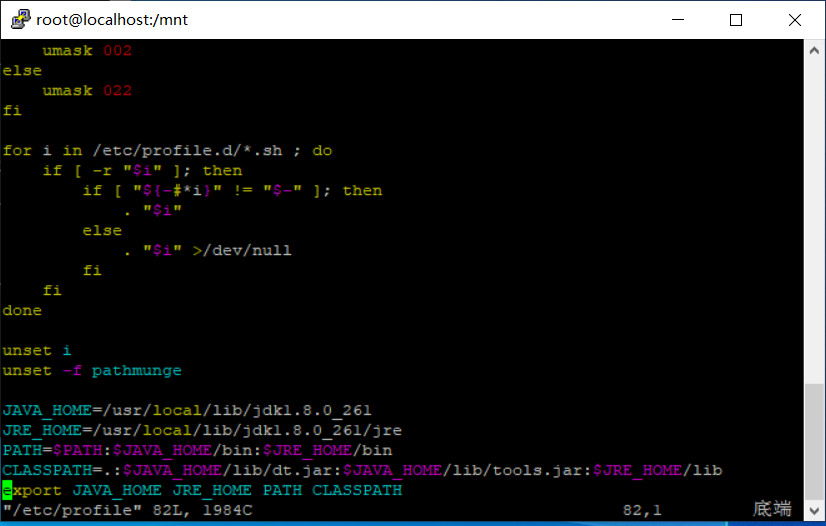 root@localhost:/mnt
    umask 002
else
    umask 022
fi
for i in /etc/profile.d/*.sh ; do
    if [ -r "$i" ]; then
        if [ "${-#*i}" != "$-" ]; then
            . "$i"
        else
            . "$i" >/dev/null
        fi
    fi
done
unset i
unset -f pathmunge
JAVA_HOME=/usr/local/lib/jdk1.8.0_261
JRE_HOME=/usr/local/lib/jdk1.8.0_261/jre
PATH=$PATH:$JAVA_HOME/bin:$JRE_HOME/bin
CLASSPATH=.:$JAVA_HOME/lib/dt.jar:$JAVA_HOME/lib/tools.jar:$JRE_HOME/lib
export JAVA_HOME JRE_HOME PATH CLASSPATH
"/etc/profile" 82L, 1984C 82,1 底端